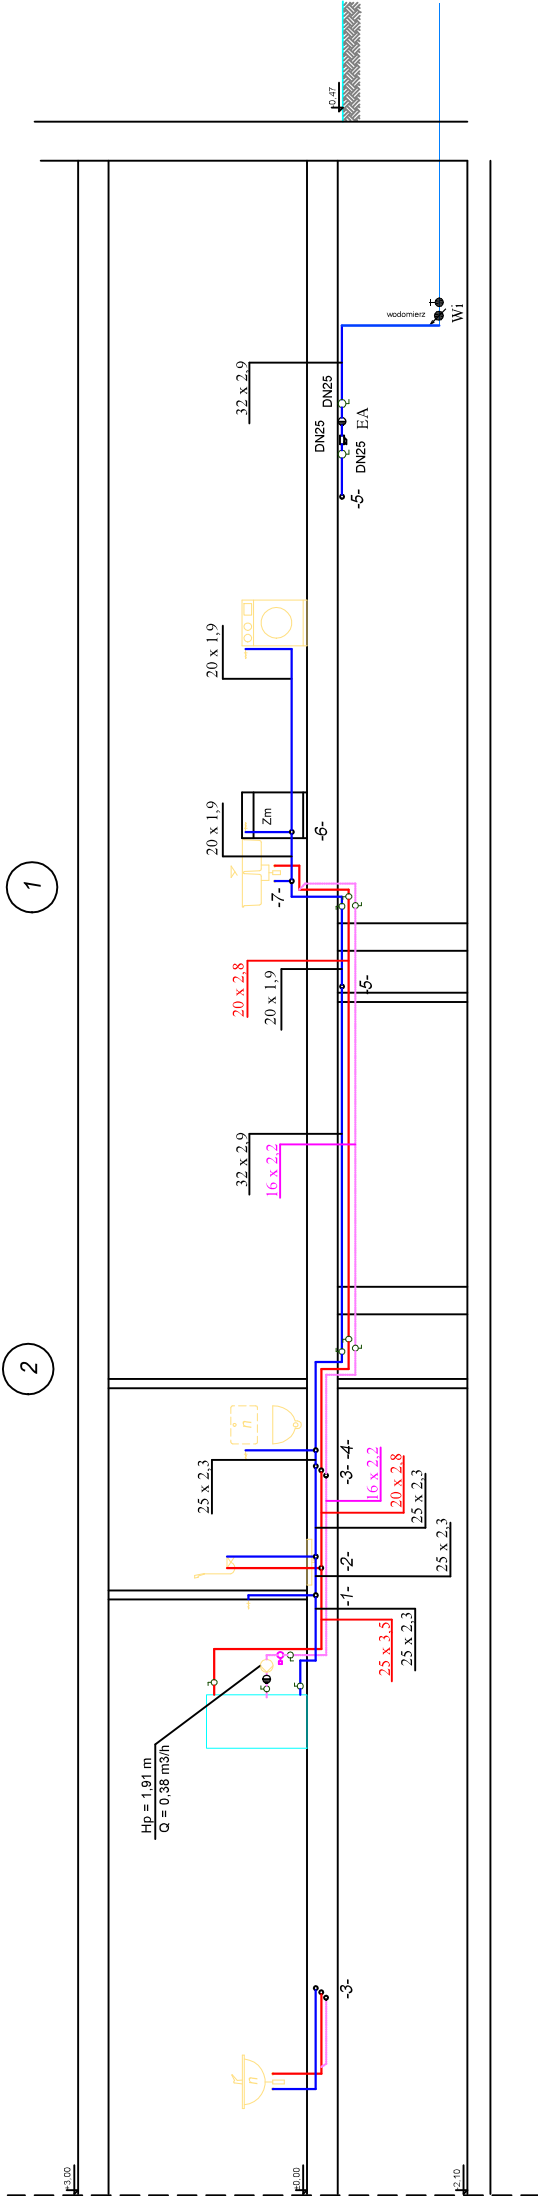 -0,47
wodomierz
Wi
32 x 2,9
DN25
DN25
EA
DN25
-5-
20 x 1,9
Zm
-6-
20 x 1,9
-7-
1
20 x 2,8
20 x 1,9
-5-
32 x 2,9
16 x 2,2
2
n
25 x 2,3
-4-
-3-
16 x 2,2
20 x 2,8
25 x 2,3
25 x 2,3
-2-
-1-
25 x 3,5
25 x 2,3
Hp = 1,91 m
Q = 0,38 m3/h
-3-
n
+3,00
±0,00
-2,10